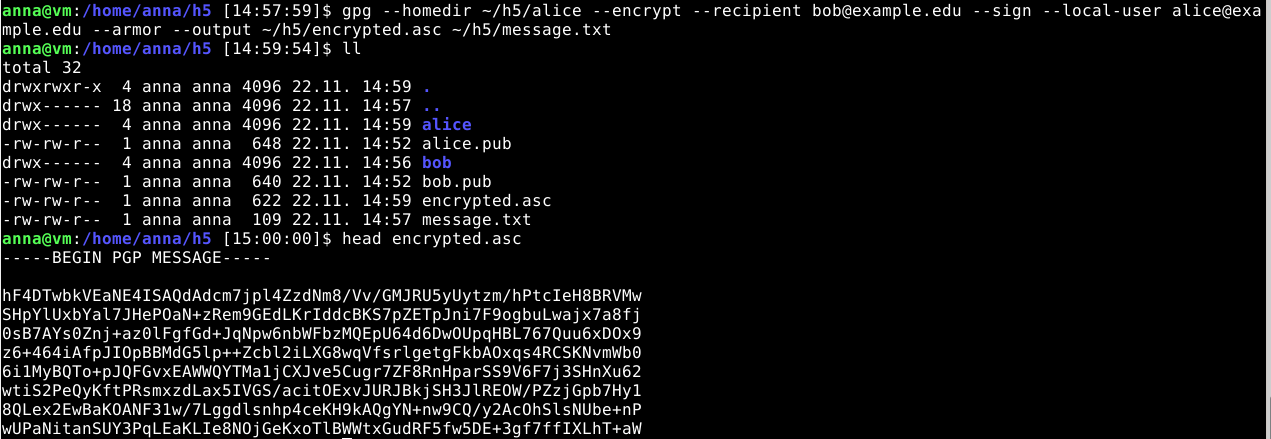 anna@vm:/home/anna/h5 [14:57:59]$ gpg --homedir ~/h5/alice --encrypt --recipient bob@example.edu --sign --local-user alice@exa
mple.edu --armor --output ~/h5/encrypted.asc ~/h5/message.txt
anna@vm:/home/anna/h5 [14:59:54]$ ll
total 32
drwxrwxr-x  4 anna anna 4096 22.11. 14:59 .
drwx------ 18 anna anna 4096 22.11. 14:57 ..
drwx------  4 anna anna 4096 22.11. 14:59 alice
-rw-rw-r--  1 anna anna  648 22.11. 14:52 alice.pub
drwx------  4 anna anna 4096 22.11. 14:56 bob
-rw-rw-r--  1 anna anna  640 22.11. 14:52 bob.pub
-rw-rw-r--  1 anna anna  622 22.11. 14:59 encrypted.asc
-rw-rw-r--  1 anna anna  109 22.11. 14:57 message.txt
anna@vm:/home/anna/h5 [15:00:00]$ head encrypted.asc
-----BEGIN PGP MESSAGE-----

hF4DTwbkVEaNE4ISAQdAdcm7jpl4ZzdNm8/Vv/GMJRU5yUytzm/hPtcIeH8BRVMw
SHpYlUxbYal7JHePOaN+zRem9GEdLKrIddcBKS7pZETpJni7F9ogbuLwajx7a8fj
0sB7AYs0Znj+az0lFgfGd+JqNpw6nbWFbzMQEpU64d6DwOUpqHBL767Quu6xDOx9
z6+464iAfpJIOpBBMdG5lp++Zcbl2iLXG8wqVfsrlgetgFkbAOxqs4RCSKNvmWb0
6i1MyBQTo+pJQFGvxEAWWQYTMa1jCXJve5Cugr7ZF8RnHparSS9V6F7j3SHnXu62
wtiS2PeQyKftPRsmxzdLax5IVGS/acitOExvJURJBkjSH3JlREOW/PZzjGpb7Hy1
8QLex2EwBaKOANF31w/7Lggdlsnhp4ceKH9kAQgYN+nw9CQ/y2AcOhSlsNUbe+nP
wUPaNitanSUY3PqLEaKLIe8NOjGeKxoTlBWWtxGudRF5fw5DE+3gf7ffIXLhT+aW